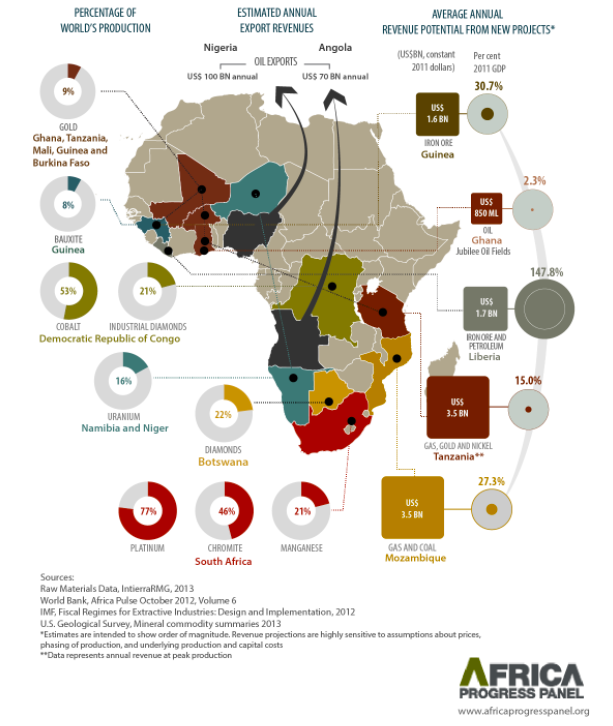 PERCENTAGE OF
WORLD'S PRODUCTION
ESTIMATED ANNUAL
EXPORT REVENUES
AVERAGE ANNUAL
REVENUE POTENTIAL FROM NEW PROJECTS*
Nigeria
Angola
OIL EXPORTS
US$ 100 BN annual
US$ 70 BN annual
(US$BN, constant
2011 dollars)
Per cent
2011 GDP
9%
GOLD
Ghana, Tanzania,
Mali, Guinea and
Burkina Faso
8%
BAUXITE
Guinea
53%
COBALT
21%
INDUSTRIAL DIAMONDS
Democratic Republic of Congo
16%
URANIUM
Namibia and Niger
22%
DIAMONDS
Botswana
77%
PLATINUM
46%
CHROMITE
21%
MANGANESE
South Africa
30.7%
US$
1.6 BN
IRON ORE
Guinea
2.3%
US$
850 ML
OIL
Ghana
Jubilee Oil Fields
147.8%
US$
1.7 BN
IRON ORE AND
PETROLEUM
Liberia
15.0%
US$
3.5 BN
GAS, GOLD AND NICKEL
Tanzania**
27.3%
US$
3.5 BN
GAS AND COAL
Mozambique
Sources:
Raw Materials Data, IntierraRMG, 2013
World Bank, Africa Pulse October 2012, Volume 6
IMF, Fiscal Regimes for Extractive Industries: Design and Implementation, 2012
U.S. Geological Survey, Mineral commodity summaries 2013
*Estimates are intended to show order of magnitude. Revenue projections are highly sensitive to assumptions about prices,
phasing of production, and underlying production and capital costs
**Data represents annual revenue at peak production
AFRICA
PROGRESS PANEL
www.africaprogresspanel.org